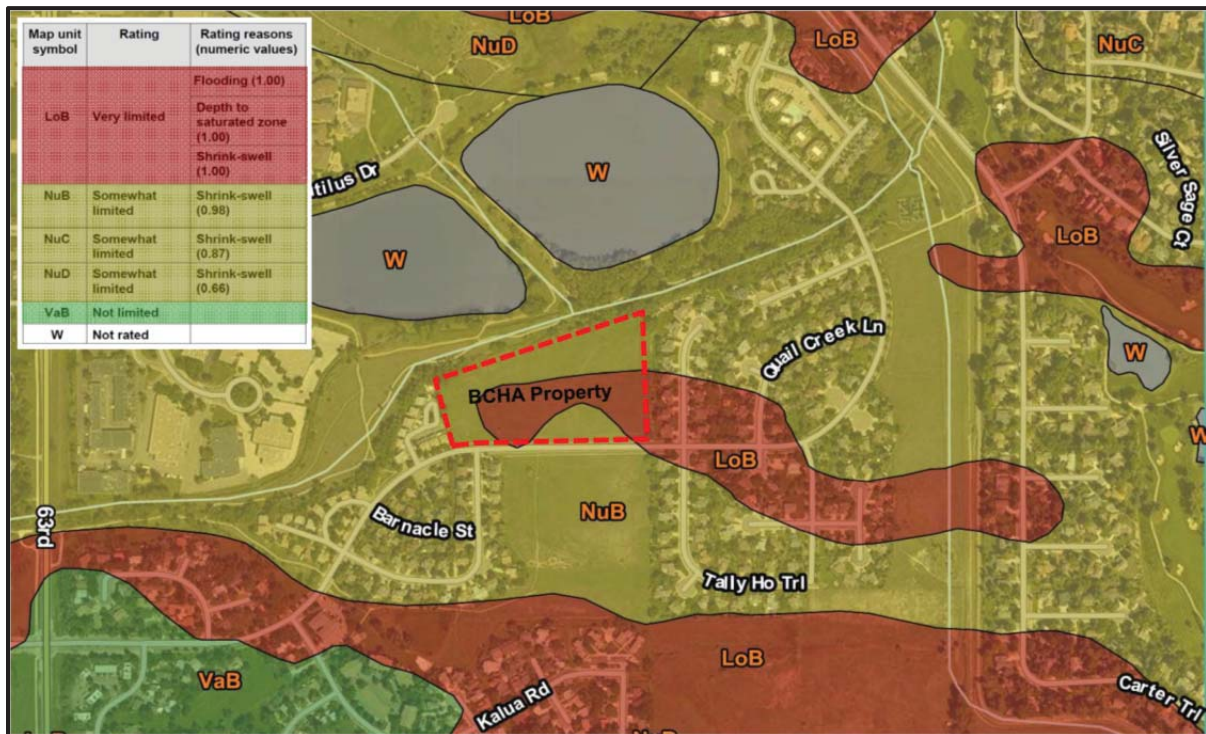 Map unit symbol Rating Rating reasons (numeric values)
LoB Very limited Flooding (1.00)
Depth to saturated zone (1.00)
Shrink-swell (1.00)
NuB Somewhat limited Shrink-swell (0.98)
NuC Somewhat limited Shrink-swell (0.87)
NuD Somewhat limited Shrink-swell (0.66)
VaB Not limited
W Not rated
LoB
NuD
LoB
NuC
Silver Sage Ct
tilus Dr
W
W
LoB
Quail Creek Ln
W
BCHA Property
W
LoB
63rd
Barnacle St
NuB
Tally Ho Trl
LoB
VaB
Kalua Rd
Carter Trl